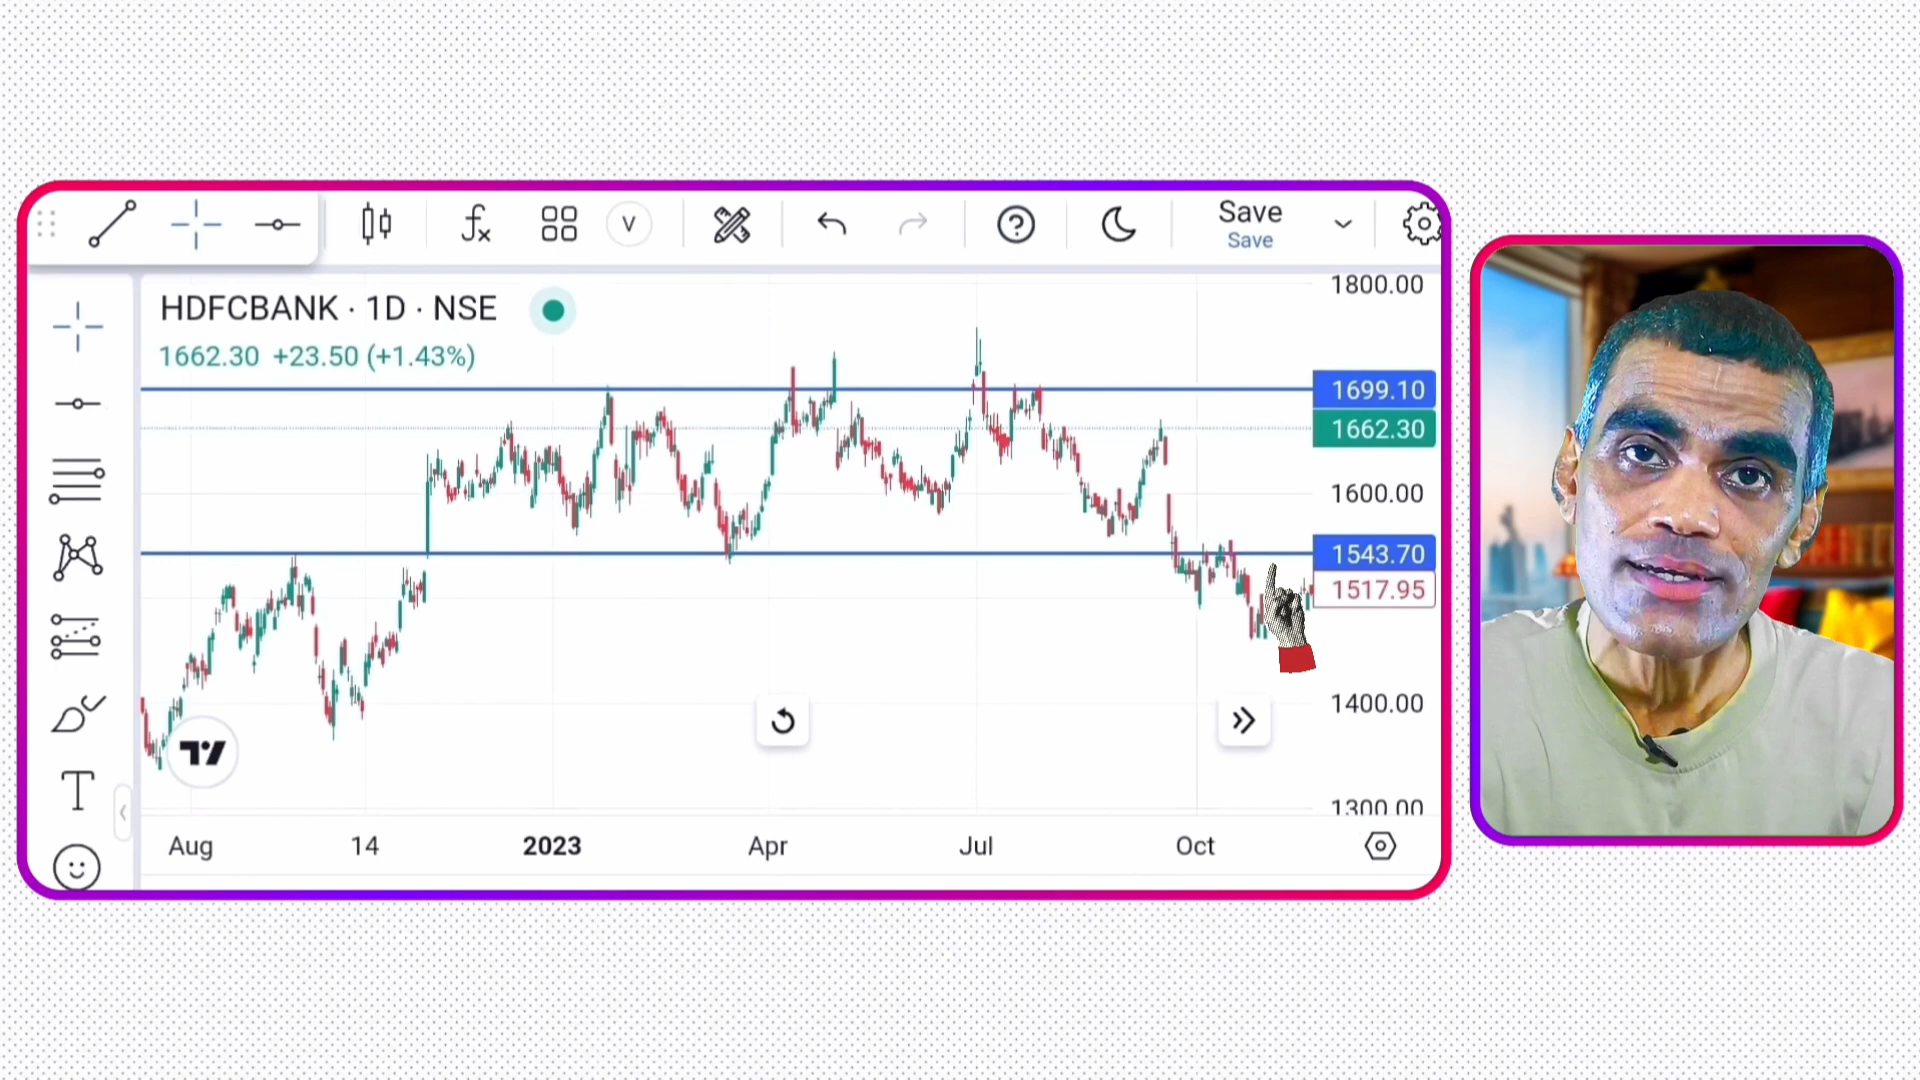 Save
Save
V
HDFCBANK · 1D · NSE
1662.30 +23.50 (+1.43%)
1800.00
1699.10
1662.30
1600.00
1543.70
1517.95
1400.00
1300.00
T
Aug 14 2023 Apr Jul Oct